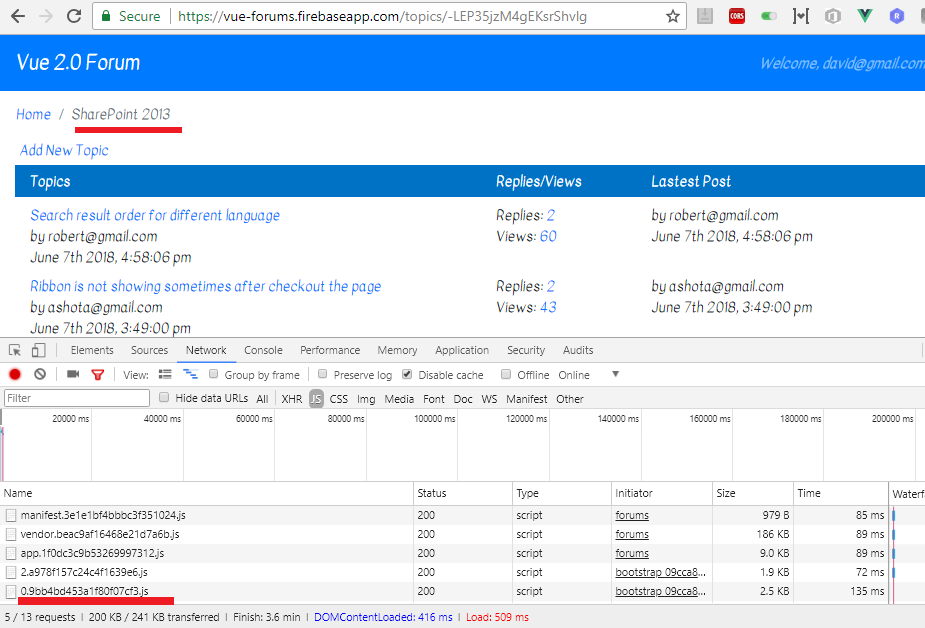 Secure https://vue-forums.firebaseapp.com/topics/-LEP35jzM4gEKsrShvIg
CORS
R
Vue 2.0 Forum Welcome, david@gmail.com
Home / SharePoint 2013
Add New Topic
Topics Replies/Views Lastest Post
Search result order for different language Replies: 2 by robert@gmail.com
by robert@gmail.com Views: 60 June 7th 2018, 4:58:06 pm
June 7th 2018, 4:58:06 pm
Ribbon is not showing sometimes after checkout the page Replies: 2 by ashota@gmail.com
by ashota@gmail.com Views: 43 June 7th 2018, 3:49:00 pm
June 7th 2018, 3:49:00 pm
Elements Sources Network Console Performance Memory Application Security Audits
View: Group by frame Preserve log Disable cache Offline Online
Filter Hide data URLs All XHR JS CSS Img Media Font Doc WS Manifest Other
20000 ms 40000 ms 60000 ms 80000 ms 100000 ms 120000 ms 140000 ms 160000 ms 180000 ms 200000 ms
Name Status Type Initiator Size Time Waterf
manifest.3e1e1bf4bbbc3f351024.js 200 script forums 979 B 85 ms
vendor.beac9af16468e21d7a6b.js 200 script forums 186 KB 89 ms
app.1f0dc3c9b53269997312.js 200 script forums 9.0 KB 89 ms
2.a978f157c24c4f1639e6.js 200 script bootstrap 09cca8... 1.9 KB 72 ms
0.9bb4bd453a1f80f07cf3.js 200 script bootstrap 09cca8... 2.5 KB 135 ms
5 / 13 requests | 200 KB / 241 KB transferred | Finish: 3.6 min | DOMContentLoaded: 416 ms | Load: 509 ms